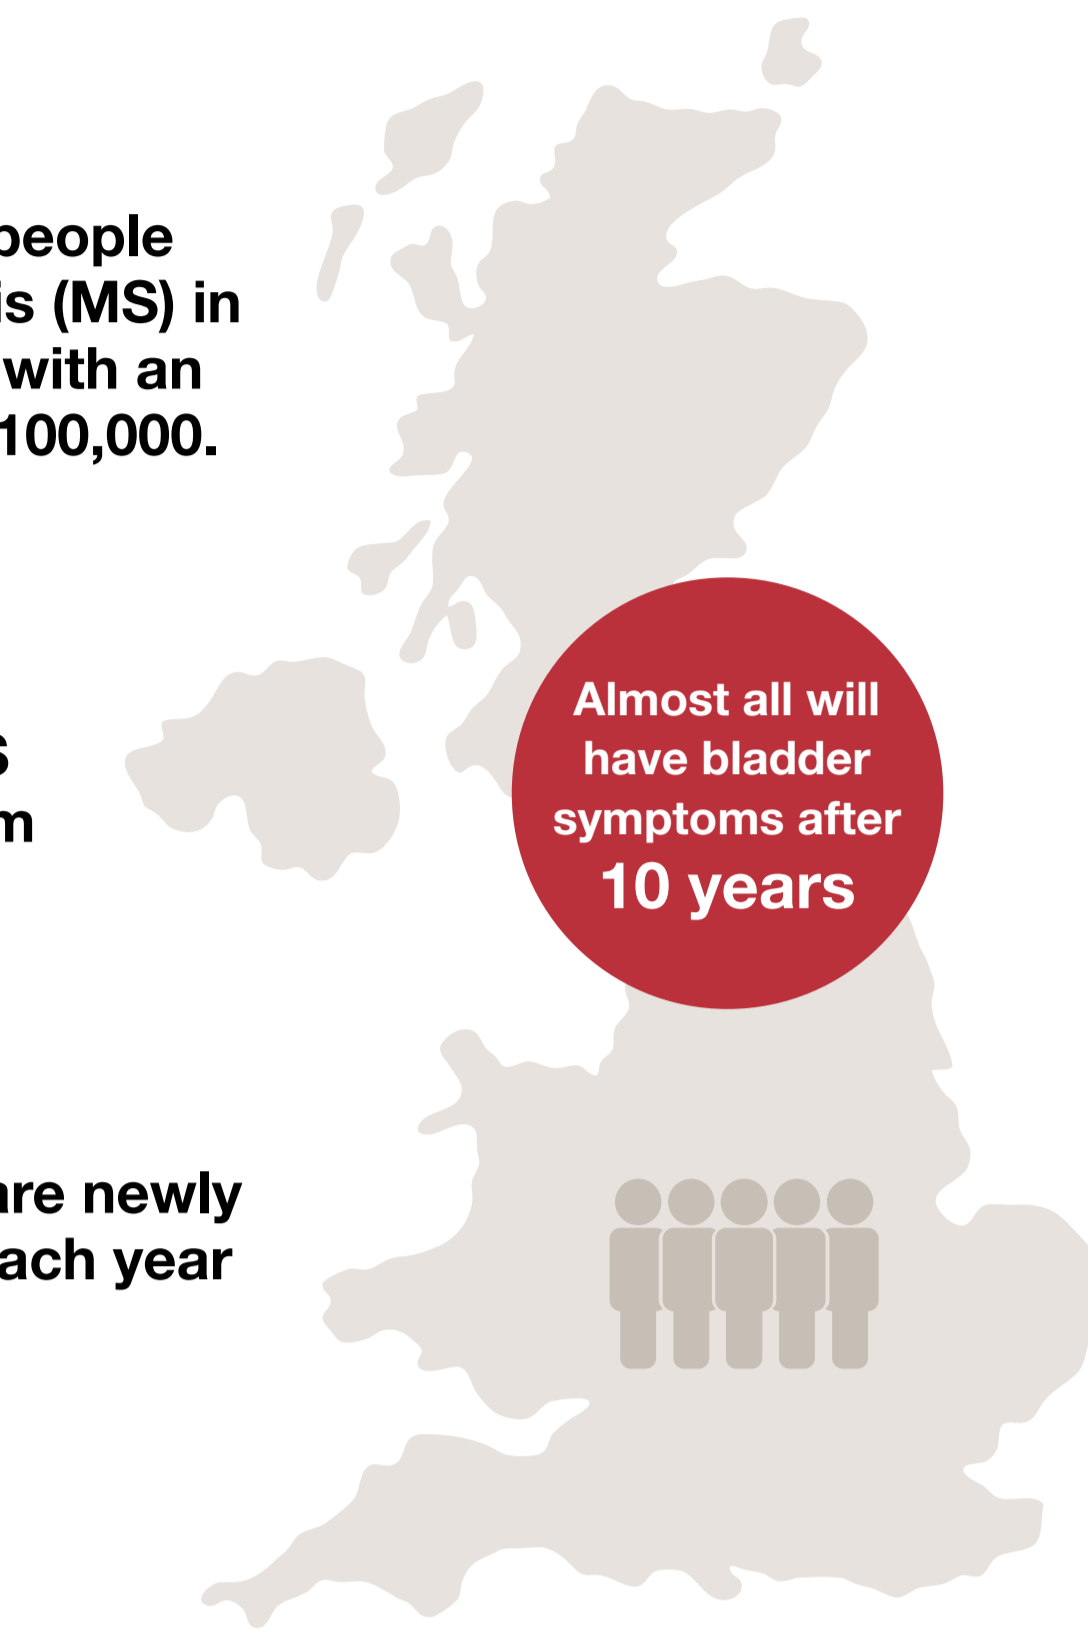 people
is (MS) in
with an
100,000.
s
m
are newly
ach year
Almost all will
have bladder
symptoms after
10 years